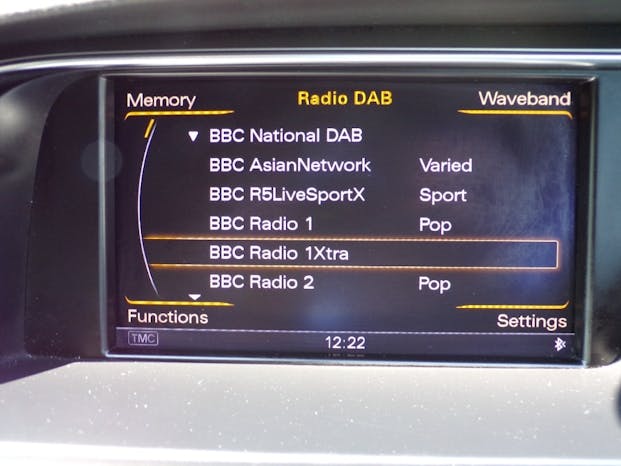 Memory Radio DAB Waveband
BBC National DAB
BBC AsianNetwork Varied
BBC R5LiveSportX Sport
BBC Radio 1 Pop
BBC Radio 1Xtra
BBC Radio 2 Pop
Functions Settings
TMC 12:22